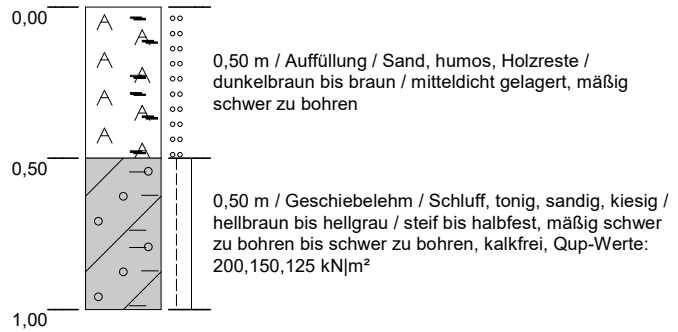 0,00
0,50 m / Auffüllung / Sand, humos, Holzreste /
dunkelbraun bis braun / mitteldicht gelagert, mäßig
schwer zu bohren
0,50
0,50 m / Geschiebelehm / Schluff, tonig, sandig, kiesig /
hellbraun bis hellgrau / steif bis halbfest, mäßig schwer
zu bohren bis schwer zu bohren, kalkfrei, Qup-Werte:
200,150,125 kN|m²
1,00